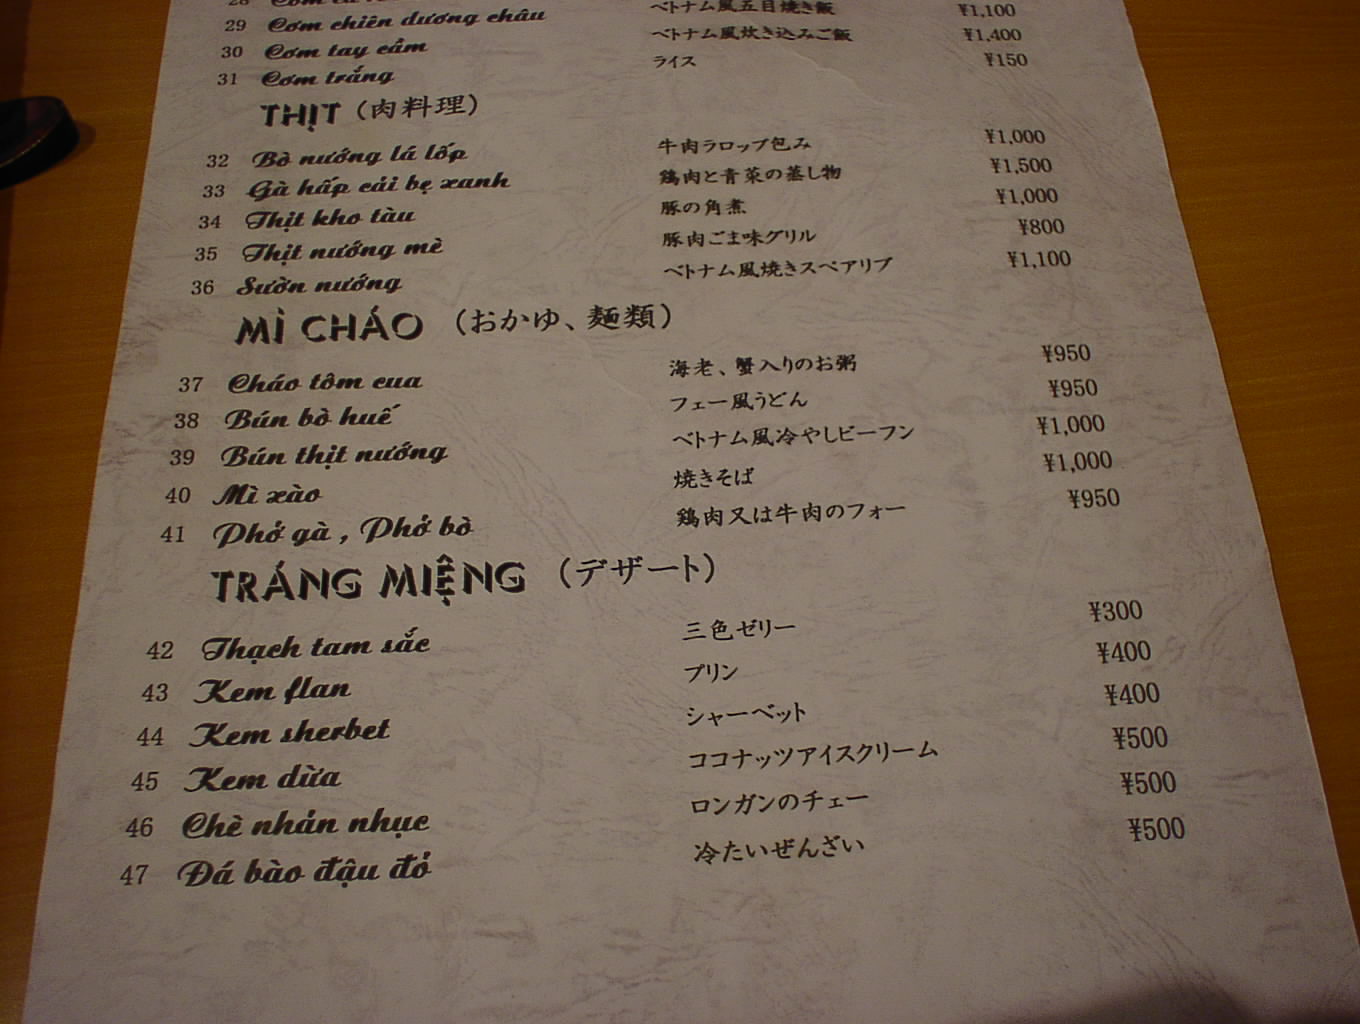 28 Cơm
29 Cơm chiên dương châu ベトナム風五目焼き飯 ¥1,100
30 Cơm tay cầm ベトナム風炊き込みご飯 ¥1,400
31 Cơm trắng ライス ¥150
THỊT (肉料理)
32 Bò nướng lá lốp 牛肉ラロップ包み ¥1,000
33 Gà hấp cải bẹ xanh 鶏肉と青菜の蒸し物 ¥1,500
34 Thịt kho tàu 豚の角煮 ¥1,000
35 Thịt nướng mè 豚肉ごま味グリル ¥800
36 Sườn nướng ベトナム風焼きスペアリブ ¥1,100
MÌ CHÁO (おかゆ、麺類)
37 Cháo tôm cua 海老、蟹入りのお粥 ¥950
38 Bún bò huế フェー風うどん ¥950
39 Bún thịt nướng ベトナム風冷やしビーフン ¥1,000
40 Mì xào 焼きそば ¥1,000
41 Phở gà , Phở bò 鶏肉又は牛肉のフォー ¥950
TRÁNG MIỆNG (デザート)
42 Thạch tam sắc 三色ゼリー ¥300
43 Kem flan プリン ¥400
44 Kem sherbet シャーベット ¥400
45 Kem dừa ココナッツアイスクリーム ¥500
46 Chè nhản nhục ロンガンのチェー ¥500
47 Đá bào đậu đỏ 冷たいぜんざい ¥500